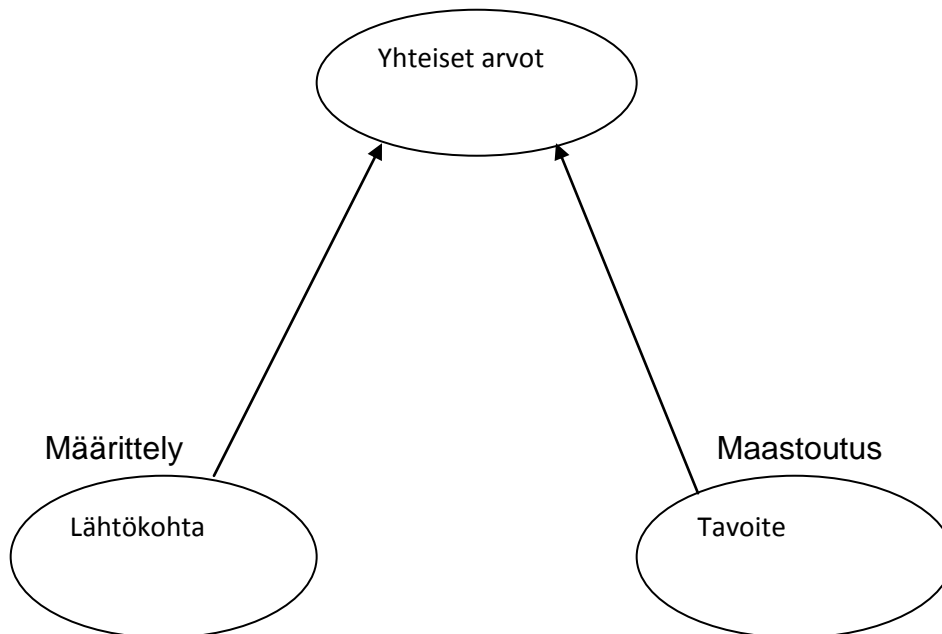 Yhteiset arvot
Määrittely
Maastoutus
Lähtökohta
Tavoite